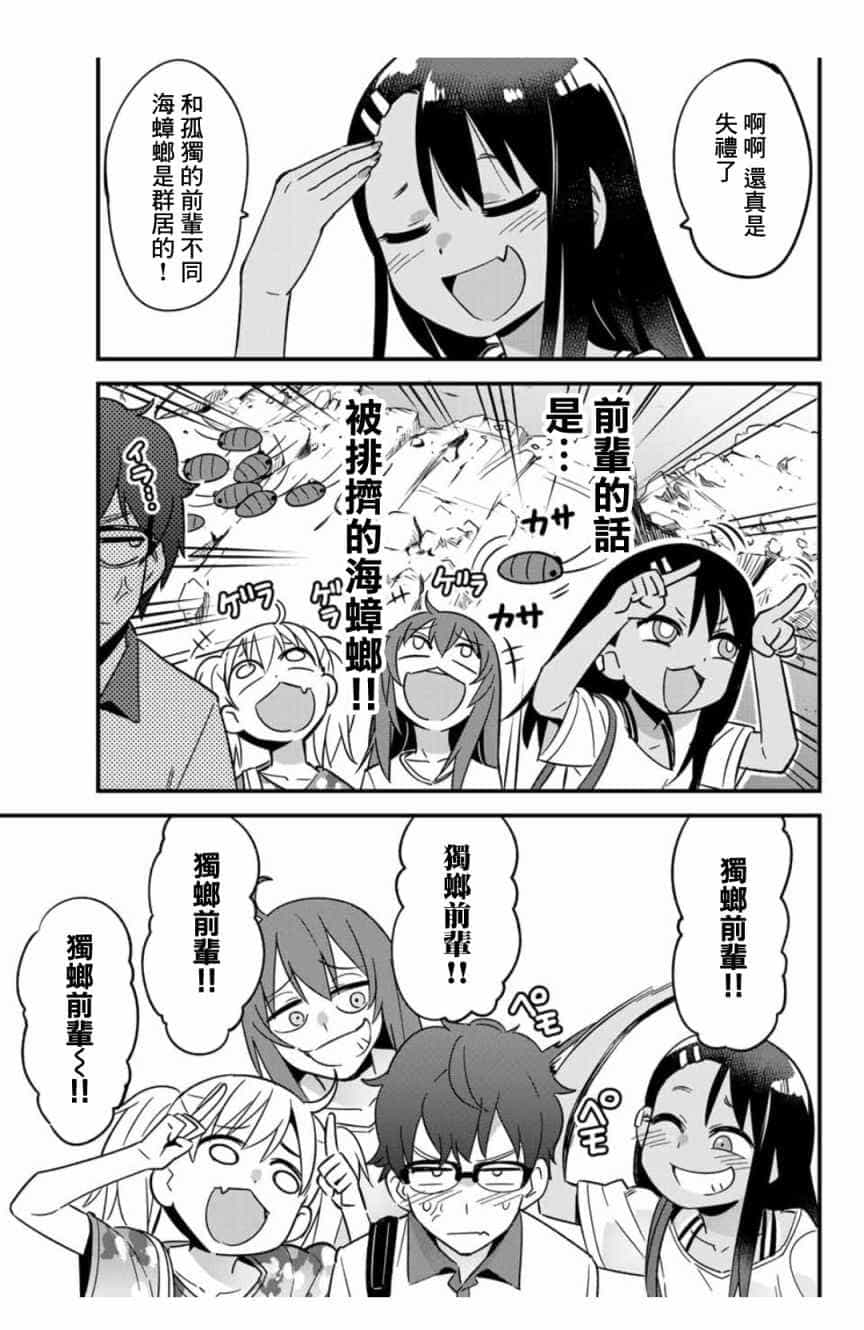 啊啊 還真是
失禮了
和孤獨的前輩不同
海蟑螂是群居的！
前輩的話
是…
カサ
カサ
被排擠的海蟑螂!!
ゲラ
ゲラ
イラ…
獨螂前輩!!
獨螂前輩!!
獨螂前輩!!
獨螂前輩～!!
ペモ
ペモ